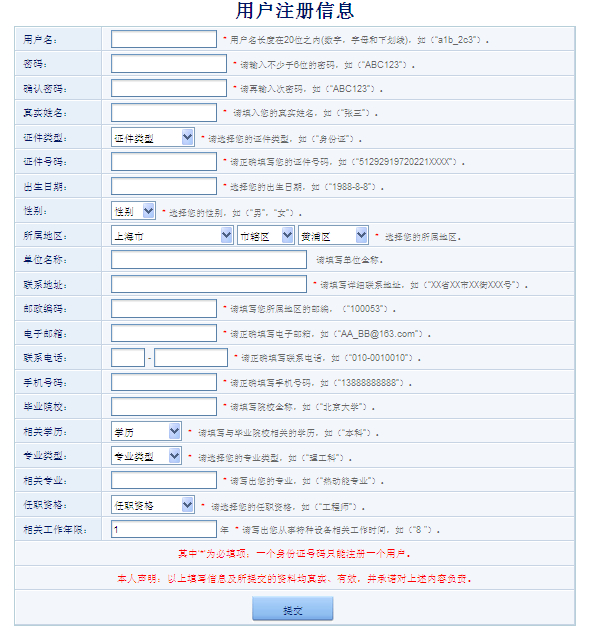 用户注册信息
用户名： * 用户名长度在20位之内(数字，字母和下划线)，如（"a1b_2c3"）。
密码： * 请输入不少于6位的密码，如（"ABC123"）。
确认密码： * 请再输入次密码，如（"ABC123"）。
真实姓名： * 请填入您的真实姓名，如（"张三"）。
证件类型： 证件类型 * 请选择您的证件类型，如（"身份证"）。
证件号码： * 请正确填写您的证件号码，如（"51292919720221XXXX"）。
出生日期： * 选择您的出生日期，如（"1988-8-8"）。
性别： 性别 * 选择您的性别，如（"男"，"女"）。
所属地区： 上海市 市辖区 黄浦区 * 选择您的所属地区。
单位名称： 请填写单位全称。
联系地址： * 请填写详细联系地址，如（"XX省XX市XX街XXX号"）。
邮政编码： * 请填写您所属地区的邮编，（"100053"）。
电子邮箱： * 请正确填写电子邮箱，如（"AA_BB@163.com"）。
联系电话： - * 请正确填写联系电话，如（"010-0010010"）。
手机号码： * 请正确填写手机号码，如（"13888888888"）。
毕业院校： * 请填写院校全称，如（"北京大学"）。
相关学历： 学历 * 请填写与毕业院校相关的学历，如（"本科"）。
专业类型： 专业类型 * 请选择您的专业类型，如（"理工科"）。
相关专业： * 请写出您的专业，如（"热动能专业"）。
任职资格： 任职资格 * 请选择您的任职资格，如（"工程师"）。
相关工作年限： 1 年 * 请写出您从事特种设备相关工作时间，如（"8 "）。
其中"*"为必填项；一个身份证号码只能注册一个用户。
本人声明：以上填写信息及所提交的资料均真实、有效，并承诺对上述内容负责。
提交